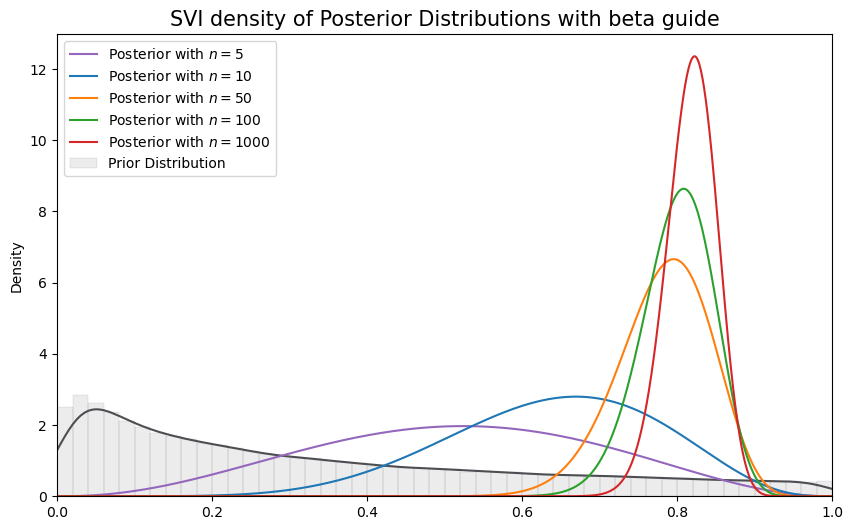 SVI density of Posterior Distributions with beta guide
Posterior with n = 5
Posterior with n = 10
Posterior with n = 50
Posterior with n = 100
Posterior with n = 1000
Prior Distribution
Density
12
10
8
6
4
2
0
0.0 0.2 0.4 0.6 0.8 1.0